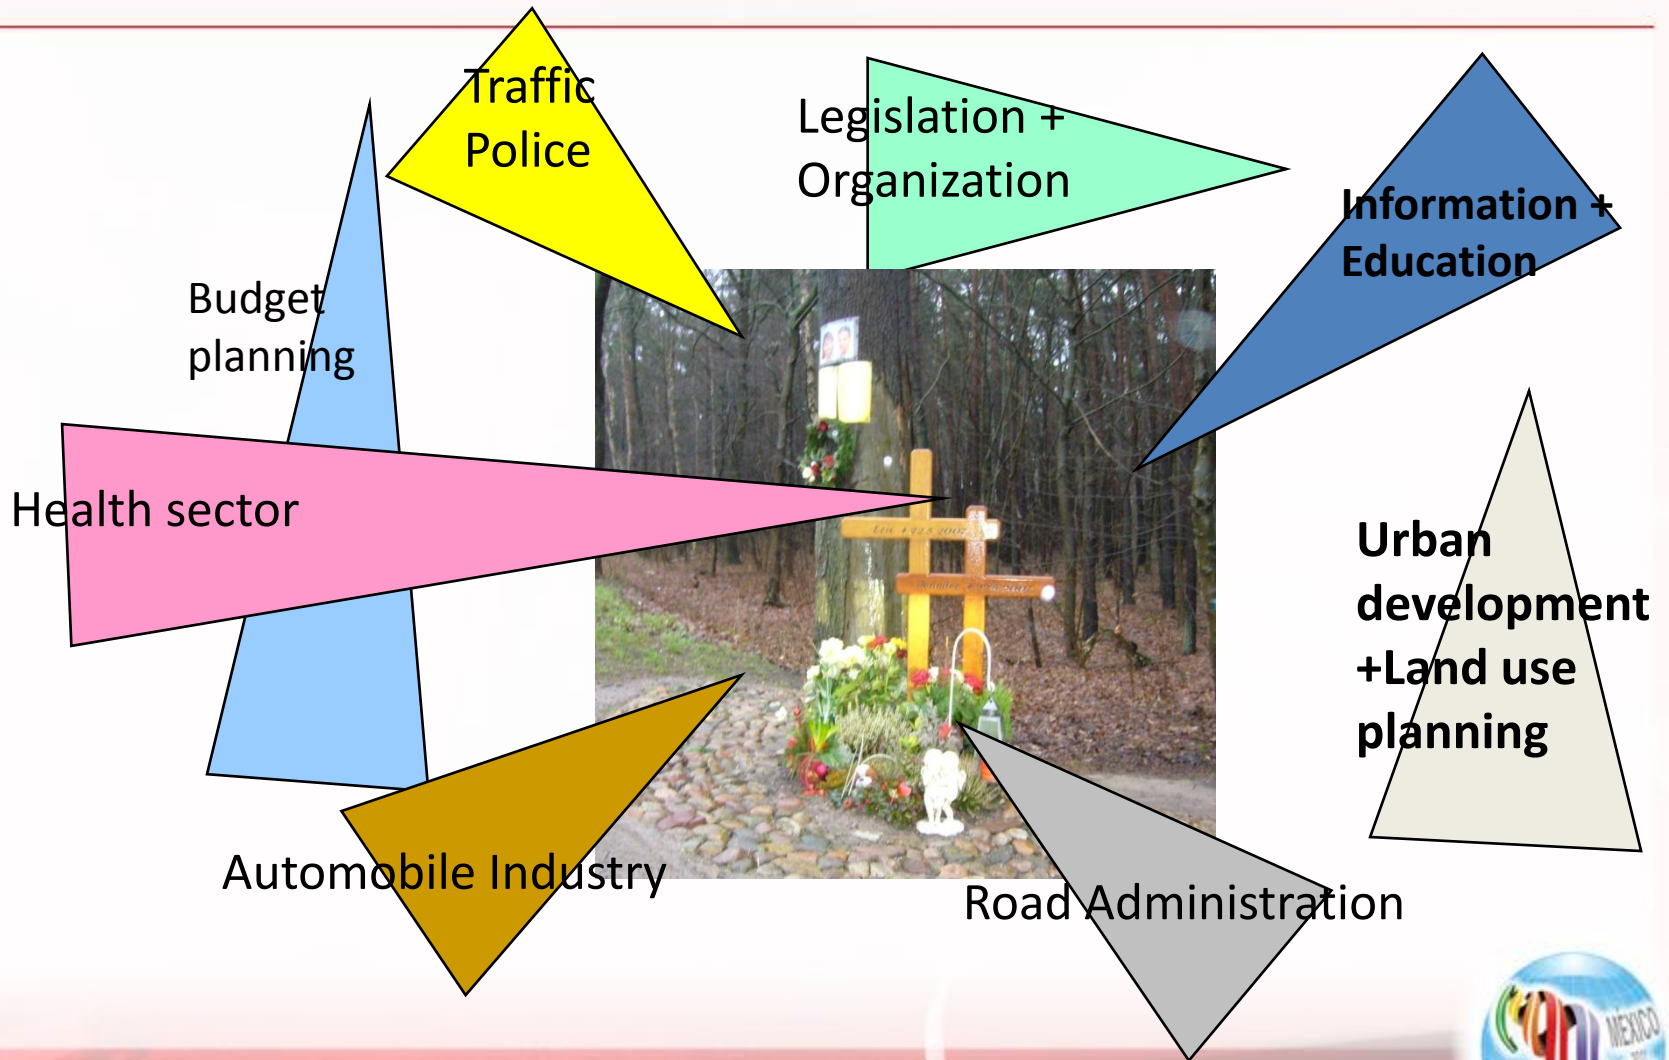 Traffic
Police
Legislation +
Organization
Information +
Education
Budget
planning
Health sector
Urban
development
+Land use
planning
Automobile Industry
Road Administration
MÉXICO